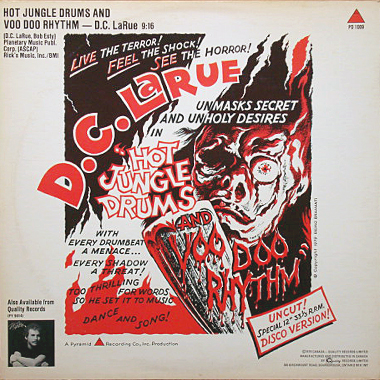 HOT JUNGLE DRUMS AND
VOO DOO RHYTHM — D.C. LaRUE 9:16
(D.C. LaRue, Bob Esty)
Planetary Music Publ.
Corp. (ASCAP)
Rick's Music, Inc./BMI
PD 1009
LIVE THE TERROR!
FEEL THE SHOCK!
SEE THE HORROR!
D.C. LaRUE
UNMASKS SECRET
AND UNHOLY DESIRES
IN
"HOT
JUNGLE
DRUMS
AND
VOO DOO
RHYTHM"
WITH
EVERY DRUMBEAT
A MENACE...
EVERY SHADOW
A THREAT!
TOO THRILLING
FOR WORDS,
SO HE SET IT TO MUSIC
DANCE AND SONG!
UNCUT!
SPECIAL 12" 33⅓ R.P.M.
DISCO VERSION!
Also Available from
Quality Records
A Pyramid Recording Co., Inc. Production